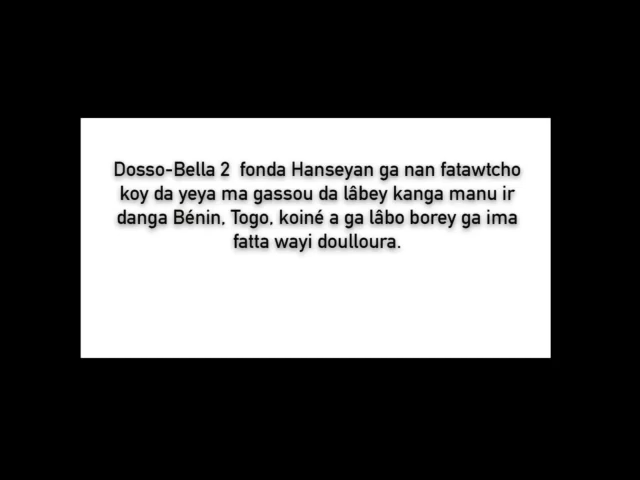 Dosso-Bella 2 fonda Hanseyan ga nan fatawtcho
koy da yeya ma gassou da lâbey kanga manu ir
danga Bénin, Togo, koiné a ga lâbo borey ga ima
fatta wayi doulloura.